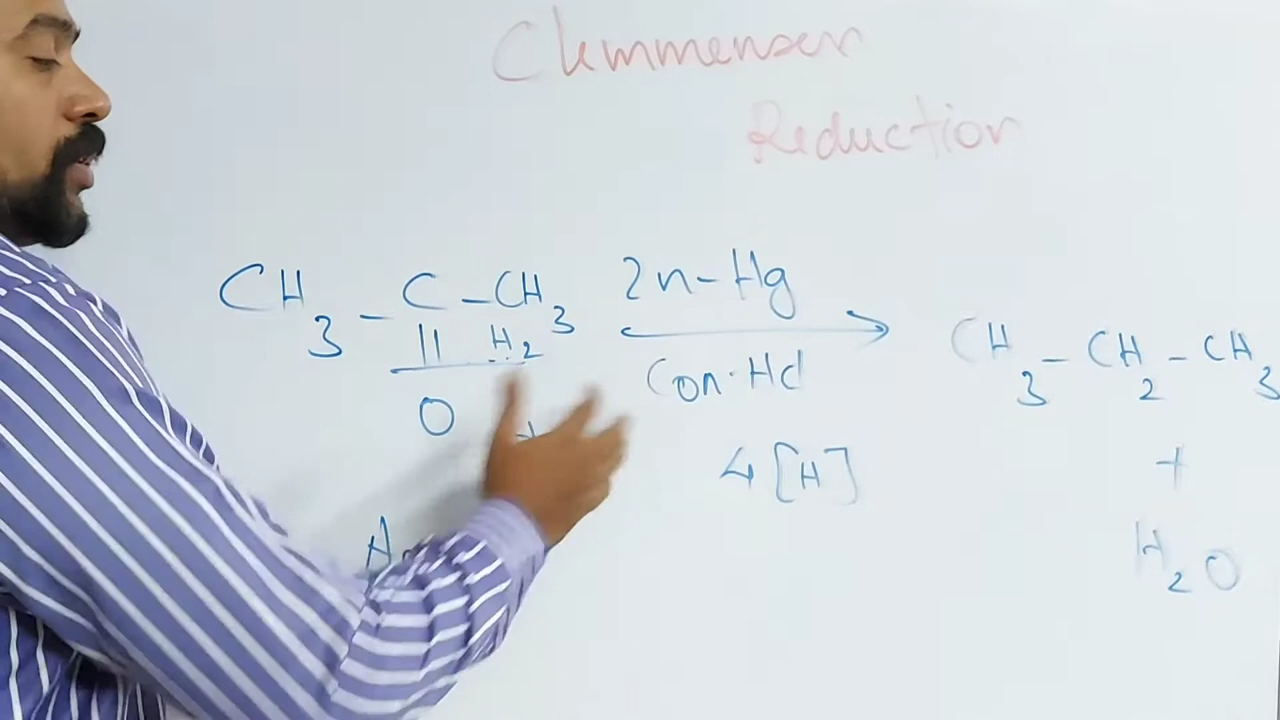 Clemmensen
Reduction
CH3 - C - CH3 Zn-Hg
|| H2
O +
Con. HCl
4 [H]
CH3 - CH2 - CH3
+
H2O